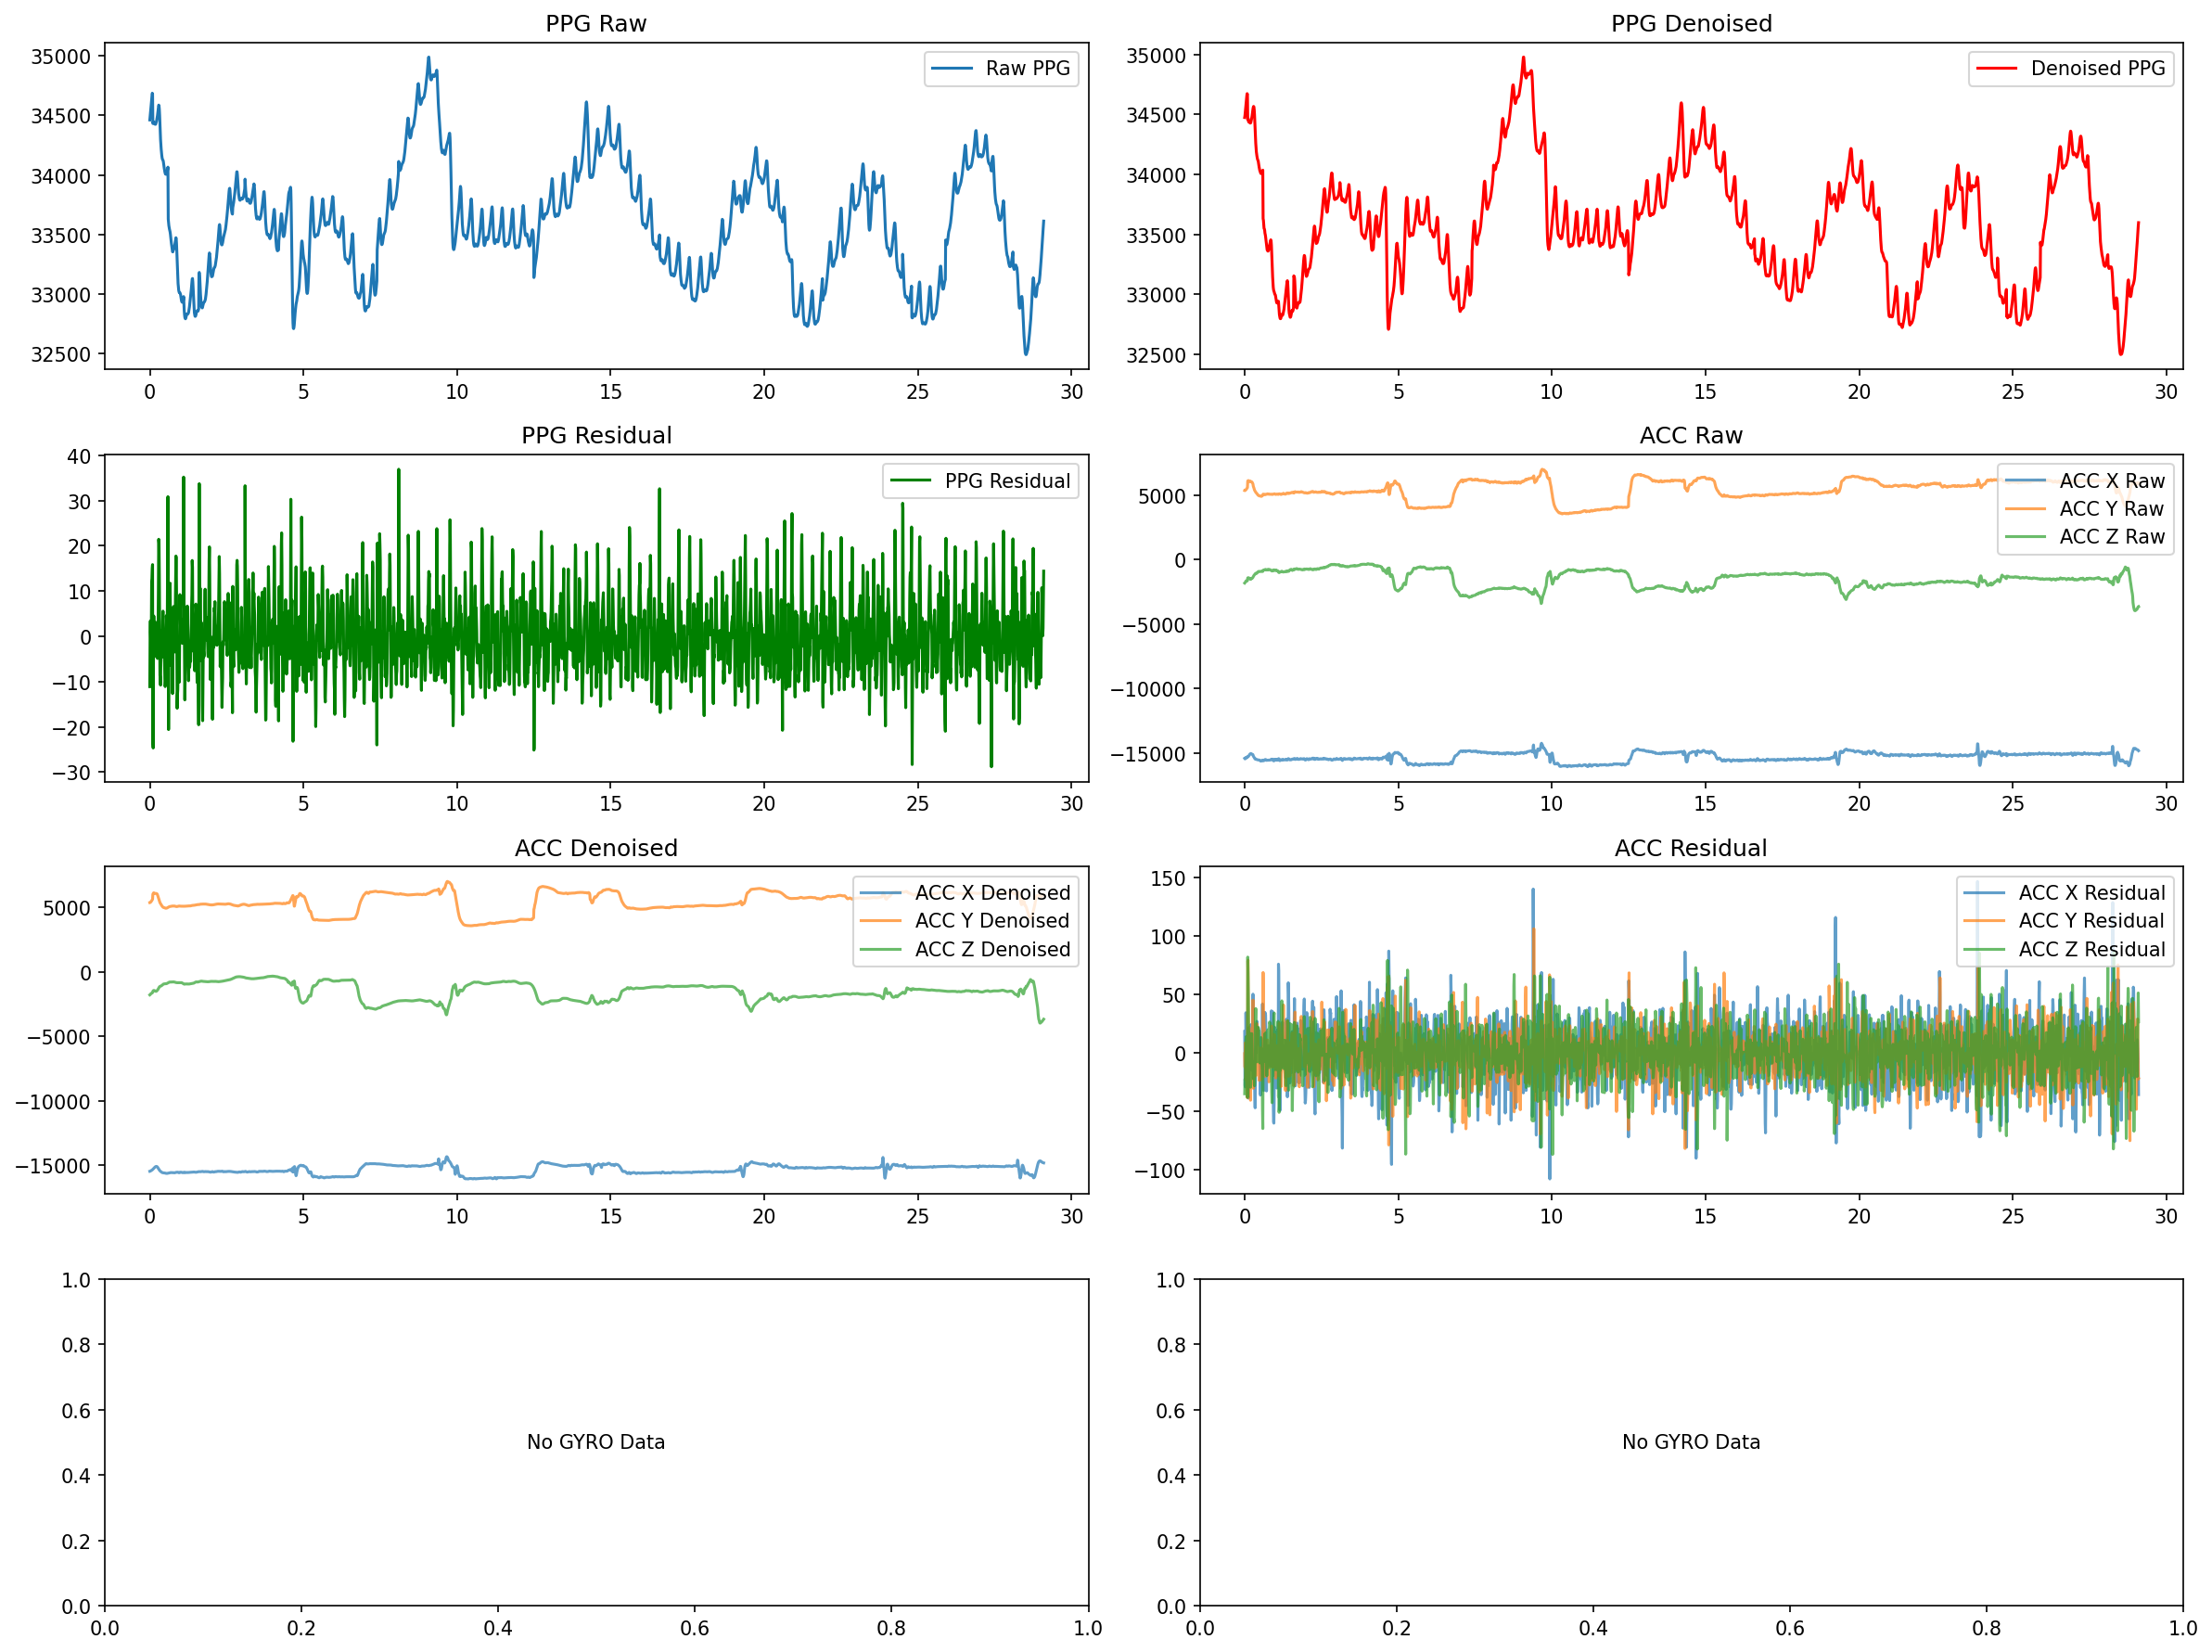 PPG Raw
35000
34500
34000
33500
33000
32500
Raw PPG
0 5 10 15 20 25 30
PPG Denoised
35000
34500
34000
33500
33000
32500
Denoised PPG
0 5 10 15 20 25 30
PPG Residual
40
30
20
10
0
−10
−20
−30
PPG Residual
0 5 10 15 20 25 30
ACC Raw
5000
0
−5000
−10000
−15000
ACC X Raw
ACC Y Raw
ACC Z Raw
0 5 10 15 20 25 30
ACC Denoised
5000
0
−5000
−10000
−15000
ACC X Denoised
ACC Y Denoised
ACC Z Denoised
0 5 10 15 20 25 30
ACC Residual
150
100
50
0
−50
−100
ACC X Residual
ACC Y Residual
ACC Z Residual
0 5 10 15 20 25 30
1.0
0.8
0.6
0.4
0.2
0.0
No GYRO Data
0.0 0.2 0.4 0.6 0.8 1.0
1.0
0.8
0.6
0.4
0.2
0.0
No GYRO Data
0.0 0.2 0.4 0.6 0.8 1.0